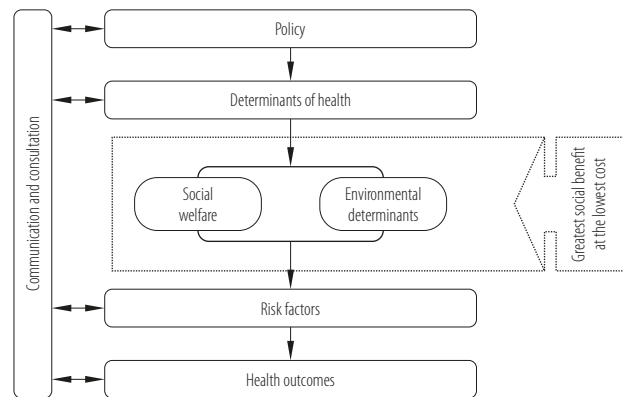 Policy
Determinants of health
Social
welfare
Environmental
determinants
Risk factors
Health outcomes
Communication and consultation
Greatest social benefit
at the lowest cost